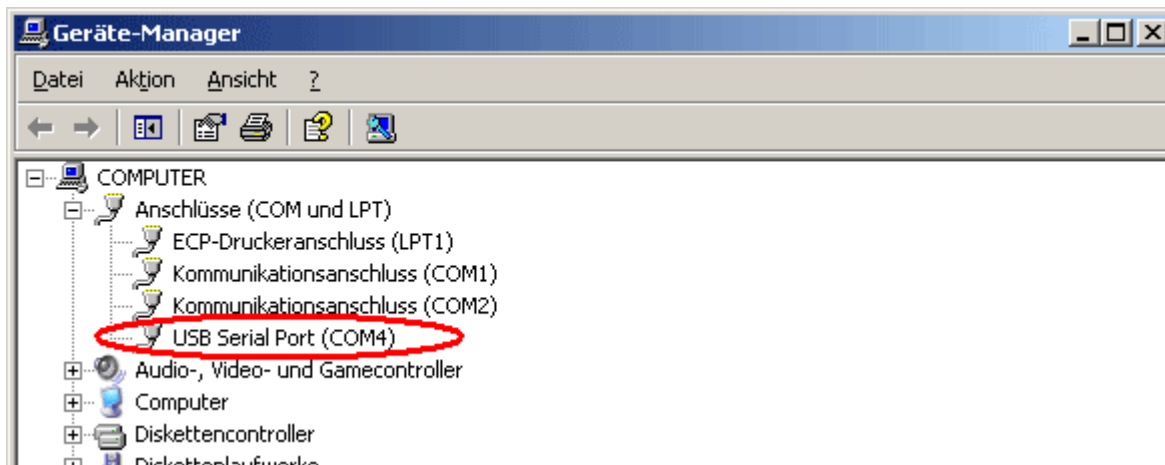 Geräte-Manager
Datei Aktion Ansicht ?
COMPUTER
Anschlüsse (COM und LPT)
ECP-Druckeranschluss (LPT1)
Kommunikationsanschluss (COM1)
Kommunikationsanschluss (COM2)
USB Serial Port (COM4)
Audio-, Video- und Gamecontroller
Computer
Diskettencontroller
Diskettenlaufwerke